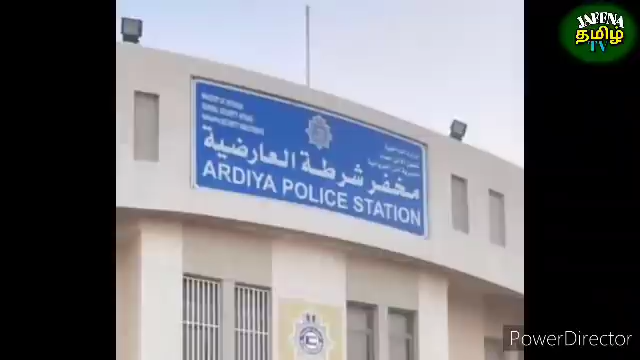 JAFFNA
தமிழ்
TV
مخفر شرطة العارضية
ARDIYA POLICE STATION
PowerDirector